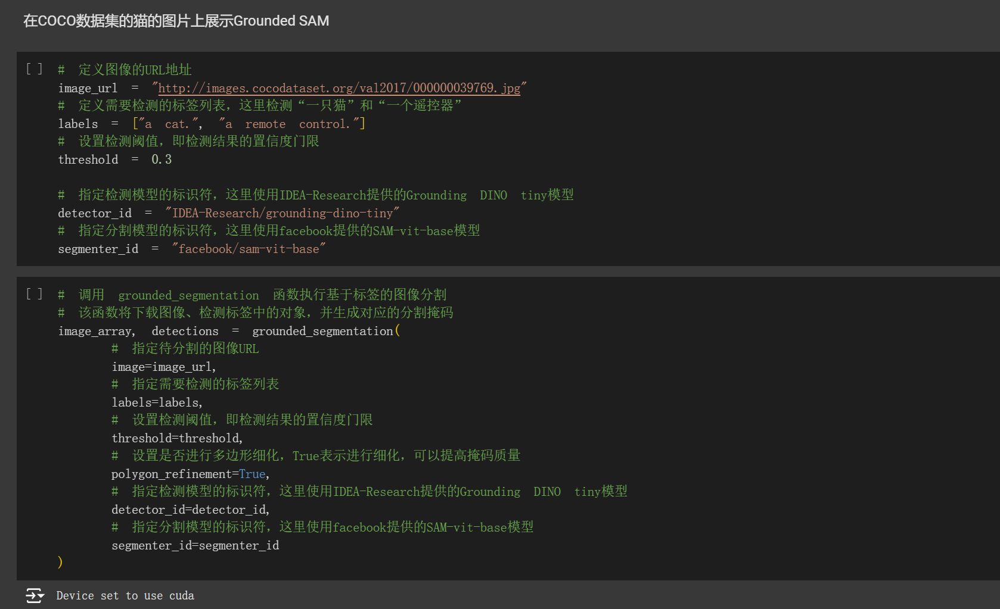 在COCO数据集的猫的图片上展示Grounded SAM
[ ] # 定义图像的URL地址
image_url = "http://images.cocodataset.org/val2017/000000039769.jpg"
# 定义需要检测的标签列表，这里检测“一只猫”和“一个遥控器”
labels = ["a cat.", "a remote control."]
# 设置检测阈值，即检测结果的置信度门限
threshold = 0.3
# 指定检测模型的标识符，这里使用IDEA-Research提供的Grounding DINO tiny模型
detector_id = "IDEA-Research/grounding-dino-tiny"
# 指定分割模型的标识符，这里使用facebook提供的SAM-vit-base模型
segmenter_id = "facebook/sam-vit-base"
[ ] # 调用 grounded_segmentation 函数执行基于标签的图像分割
# 该函数将下载图像、检测标签中的对象，并生成对应的分割掩码
image_array, detections = grounded_segmentation(
# 指定待分割的图像URL
image=image_url,
# 指定需要检测的标签列表
labels=labels,
# 设置检测阈值，即检测结果的置信度门限
threshold=threshold,
# 设置是否进行多边形细化，True表示进行细化，可以提高掩码质量
polygon_refinement=True,
# 指定检测模型的标识符，这里使用IDEA-Research提供的Grounding DINO tiny模型
detector_id=detector_id,
# 指定分割模型的标识符，这里使用facebook提供的SAM-vit-base模型
segmenter_id=segmenter_id
)
Device set to use cuda